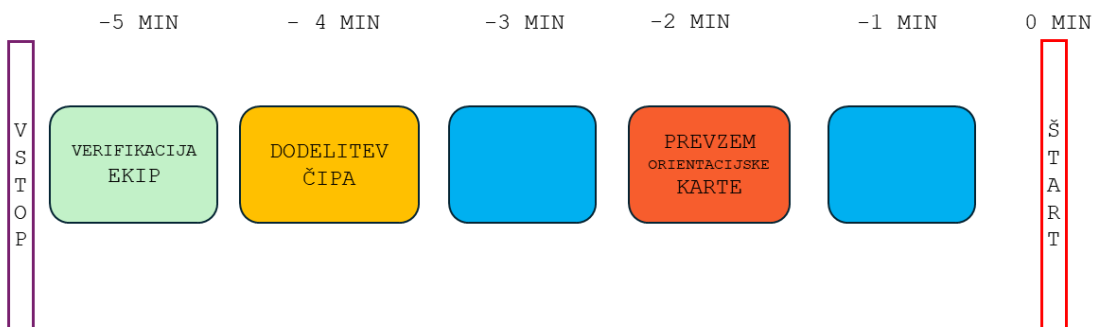 -5 MIN
- 4 MIN
-3 MIN
-2 MIN
-1 MIN
0 MIN
VSTOP
VERIFIKACIJA
EKIP
DODELITEV
ČIPA
PREVZEM
ORIENTACIJSKE
KARTE
ŠTART